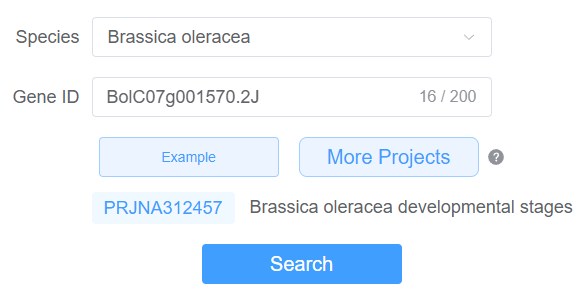 Species Brassica oleracea
Gene ID BolC07g001570.2J 16 / 200
Example More Projects ?
PRJNA312457 Brassica oleracea developmental stages
Search